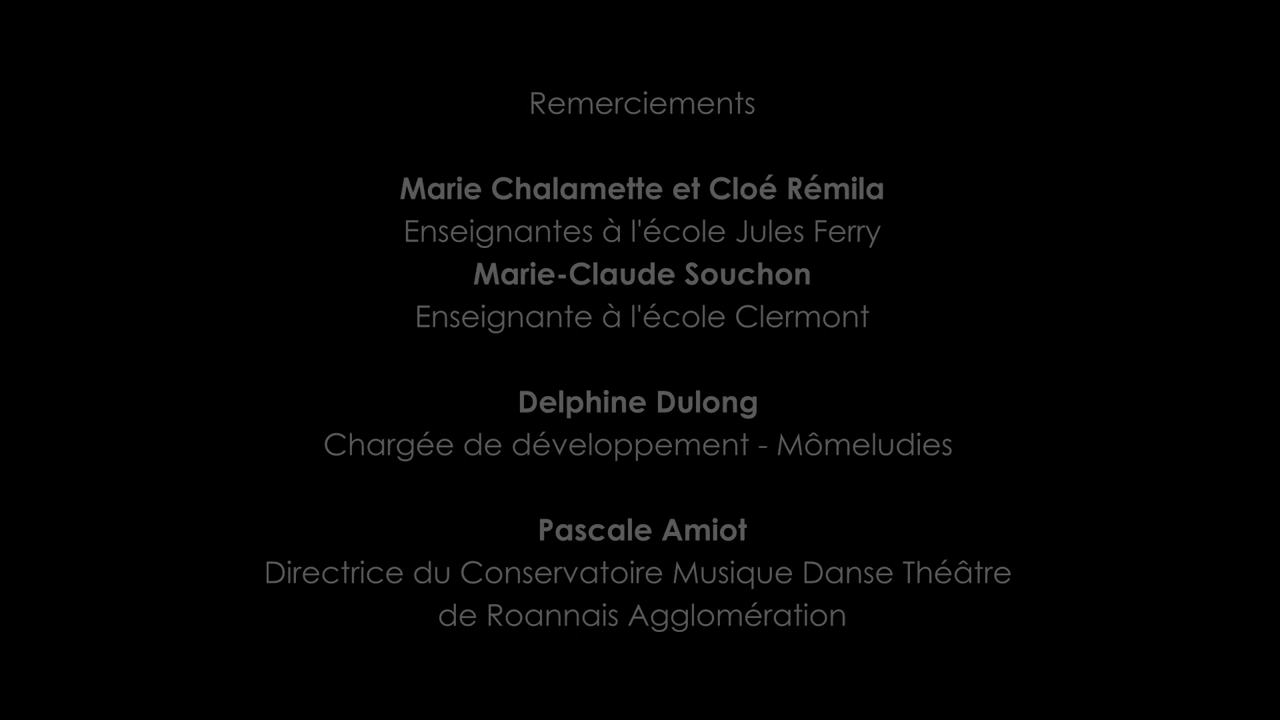 Remerciements
Marie Chalamette et Cloé Rémila
Enseignantes à l'école Jules Ferry
Marie-Claude Souchon
Enseignante à l'école Clermont
Delphine Dulong
Chargée de développement - Mômeludies
Pascale Amiot
Directrice du Conservatoire Musique Danse Théâtre
de Roannais Agglomération